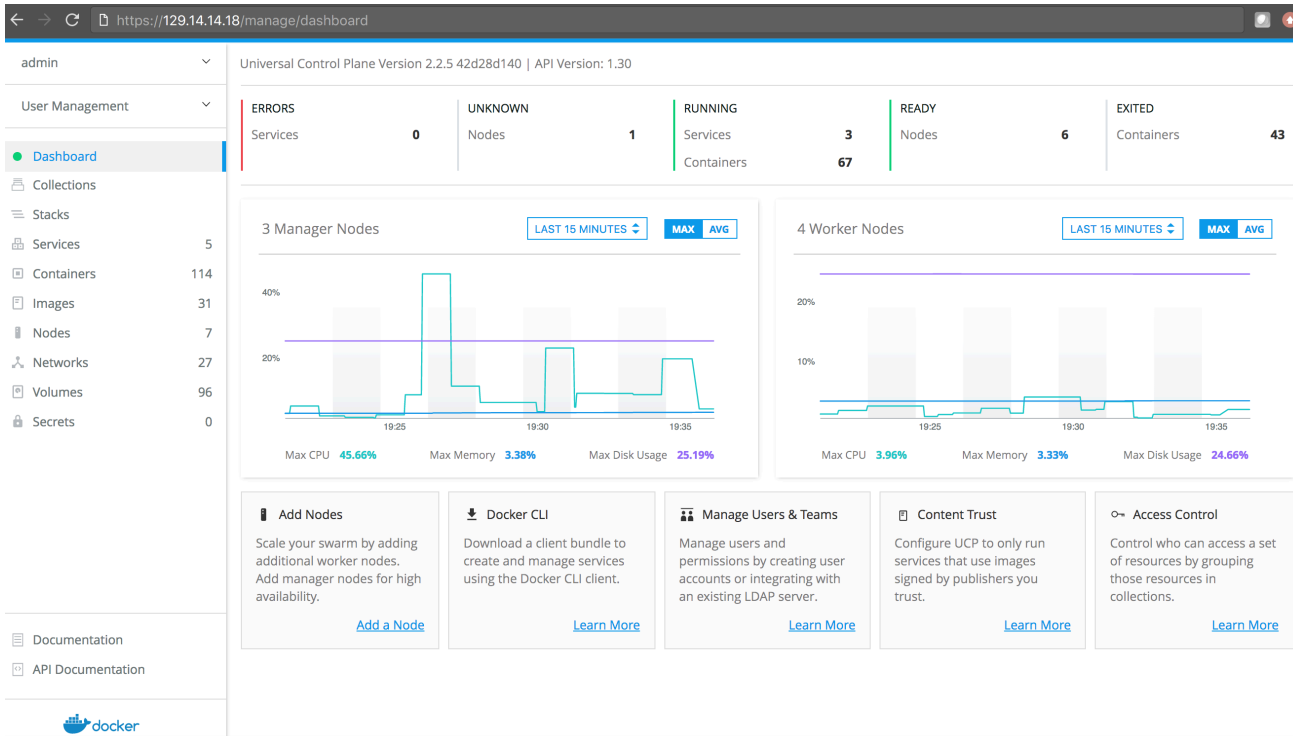 https://129.14.14.18/manage/dashboard
admin
User Management
Dashboard
Collections
Stacks
Services 5
Containers 114
Images 31
Nodes 7
Networks 27
Volumes 96
Secrets 0
Documentation
API Documentation
docker
Universal Control Plane Version 2.2.5 42d28d140 | API Version: 1.30
ERRORS
Services 0
UNKNOWN
Nodes 1
RUNNING
Services 3
Containers 67
READY
Nodes 6
EXITED
Containers 43
3 Manager Nodes LAST 15 MINUTES MAX AVG
40%
20%
19:25 19:30 19:35
Max CPU 45.66% Max Memory 3.38% Max Disk Usage 25.19%
4 Worker Nodes LAST 15 MINUTES MAX AVG
20%
10%
19:25 19:30 19:35
Max CPU 3.96% Max Memory 3.33% Max Disk Usage 24.66%
Add Nodes
Scale your swarm by adding
additional worker nodes.
Add manager nodes for high
availability.
Add a Node
Docker CLI
Download a client bundle to
create and manage services
using the Docker CLI client.
Learn More
Manage Users & Teams
Manage users and
permissions by creating user
accounts or integrating with
an existing LDAP server.
Learn More
Content Trust
Configure UCP to only run
services that use images
signed by publishers you
trust.
Learn More
Access Control
Control who can access a set
of resources by grouping
those resources in
collections.
Learn More